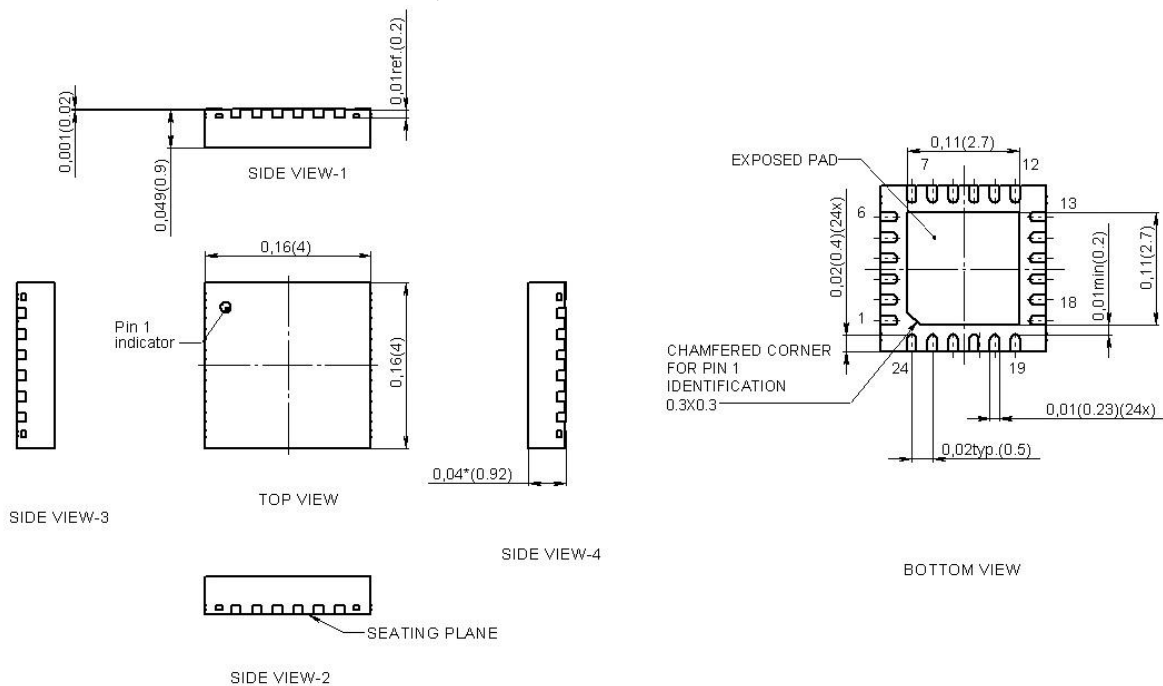 0,001(0.02)
0,049(0.9)
0,01ref.(0.2)
SIDE VIEW-1
0,16(4)
Pin 1
indicator
0,16(4)
TOP VIEW
SIDE VIEW-3
0,04*(0.92)
SIDE VIEW-4
SEATING PLANE
SIDE VIEW-2
0,11(2.7)
EXPOSED PAD
7
12
6
13
0,02(0.4)(24x)
0,01min(0.2)
0,11(2.7)
1
18
CHAMFERED CORNER
FOR PIN 1
IDENTIFICATION
0.3X0.3
24
19
0,01(0.23)(24x)
0,02typ.(0.5)
BOTTOM VIEW